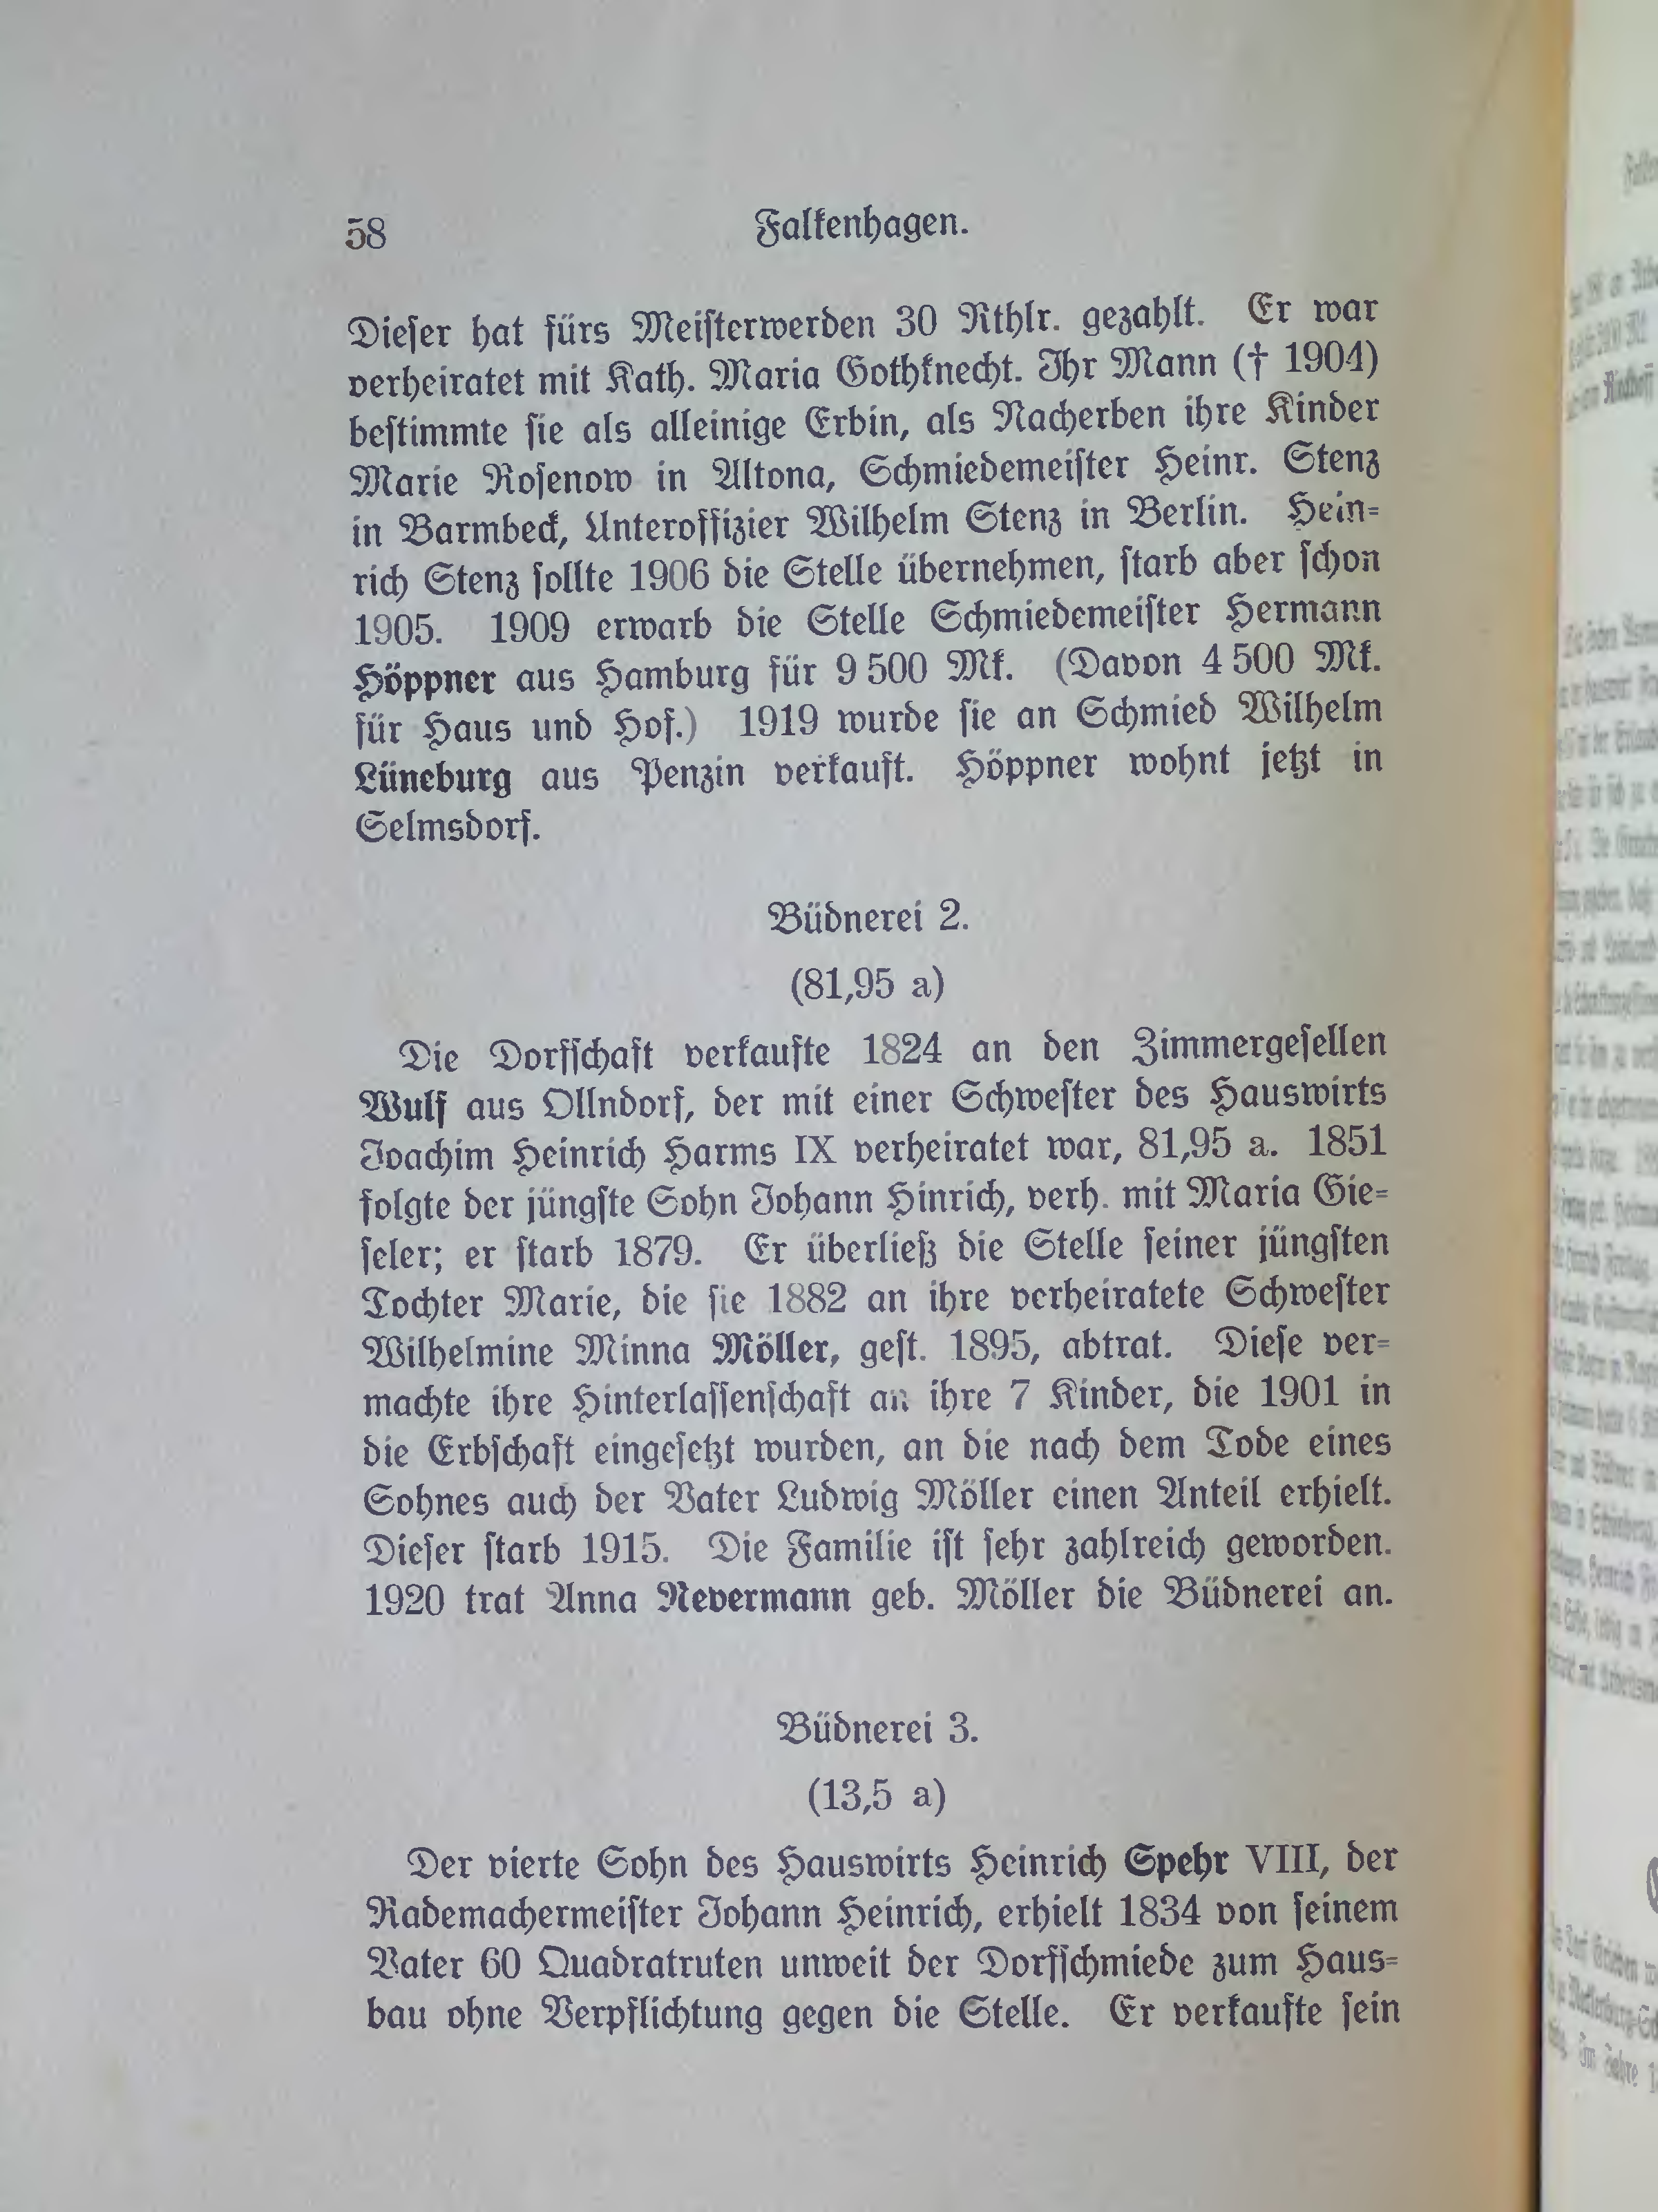 58
Falkenhagen.
Dieser hat fürs Meisterwerden 30 Rthlr. gezahlt. Er war
verheiratet mit Kath. Maria Gothknecht. Ihr Mann († 1904)
bestimmte sie als alleinige Erbin, als Nacherben ihre Kinder
Marie Rosenow in Altona, Schmiedemeister Heinr. Stenz
in Barmbeck, Unteroffizier Wilhelm Stenz in Berlin. Hein-
rich Stenz sollte 1906 die Stelle übernehmen, starb aber schon
1905. 1909 erwarb die Stelle Schmiedemeister Hermann
Höppner aus Hamburg für 9 500 Mk. (Davon 4 500 Mk.
für Haus und Hof.) 1919 wurde sie an Schmied Wilhelm
Lüneburg aus Penzin verkauft. Höppner wohnt jetzt in
Selmsdorf.
Büdnerei 2.
(81,95 a)
Die Dorfschaft verkaufte 1824 an den Zimmergesellen
Wulf aus Ollndorf, der mit einer Schwester des Hauswirts
Joachim Heinrich Harms IX verheiratet war, 81,95 a. 1851
folgte der jüngste Sohn Johann Hinrich, verh. mit Maria Gie-
seler; er starb 1879. Er überließ die Stelle seiner jüngsten
Tochter Marie, die sie 1882 an ihre verheiratete Schwester
Wilhelmine Minna Möller, gest. 1895, abtrat. Diese ver-
machte ihre Hinterlassenschaft an ihre 7 Kinder, die 1901 in
die Erbschaft eingesetzt wurden, an die nach dem Tode eines
Sohnes auch der Vater Ludwig Möller einen Anteil erhielt.
Dieser starb 1915. Die Familie ist sehr zahlreich geworden.
1920 trat Anna Nevermann geb. Möller die Büdnerei an.
Büdnerei 3.
(13,5 a)
Der vierte Sohn des Hauswirts Heinrich Spehr VIII, der
Rademachermeister Johann Heinrich, erhielt 1834 von seinem
Vater 60 Quadratruten unweit der Dorfschmiede zum Haus-
bau ohne Verpflichtung gegen die Stelle. Er verkaufte sein